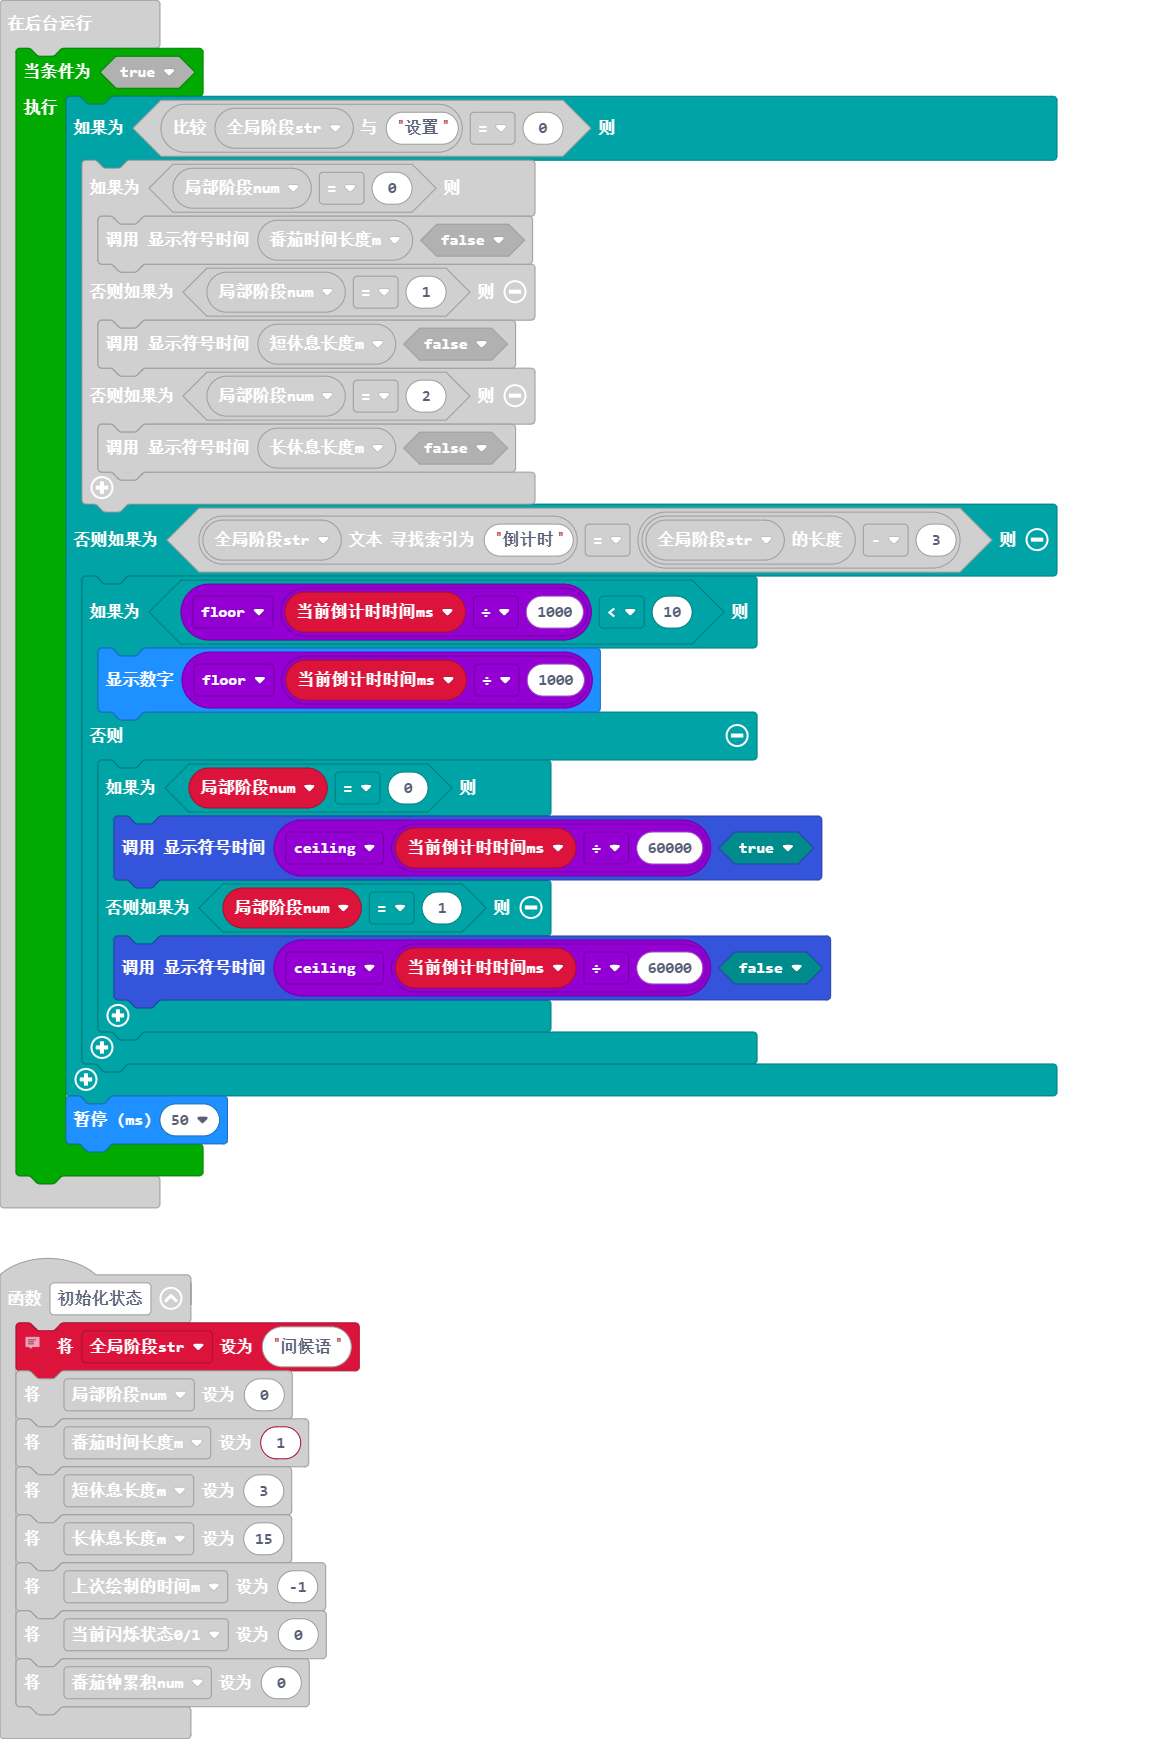 在后台运行
当条件为 true
执行
如果为 比较 全局阶段str 与 "设置" = 0 则
如果为 局部阶段num = 0 则
调用 显示符号时间 番茄时间长度m false
否则如果为 局部阶段num = 1 则
调用 显示符号时间 短休息长度m false
否则如果为 局部阶段num = 2 则
调用 显示符号时间 长休息长度m false
否则如果为 全局阶段str 文本 寻找索引为 "倒计时" = 全局阶段str 的长度 - 3 则
如果为 floor 当前倒计时时间ms ÷ 1000 < 10 则
显示数字 floor 当前倒计时时间ms ÷ 1000
否则
如果为 局部阶段num = 0 则
调用 显示符号时间 ceiling 当前倒计时时间ms ÷ 60000 true
否则如果为 局部阶段num = 1 则
调用 显示符号时间 ceiling 当前倒计时时间ms ÷ 60000 false
暂停 (ms) 50
函数 初始化状态
将 全局阶段str 设为 "问候语"
将 局部阶段num 设为 0
将 番茄时间长度m 设为 1
将 短休息长度m 设为 3
将 长休息长度m 设为 15
将 上次绘制的时间m 设为 -1
将 当前闪烁状态0/1 设为 0
将 番茄钟累积num 设为 0